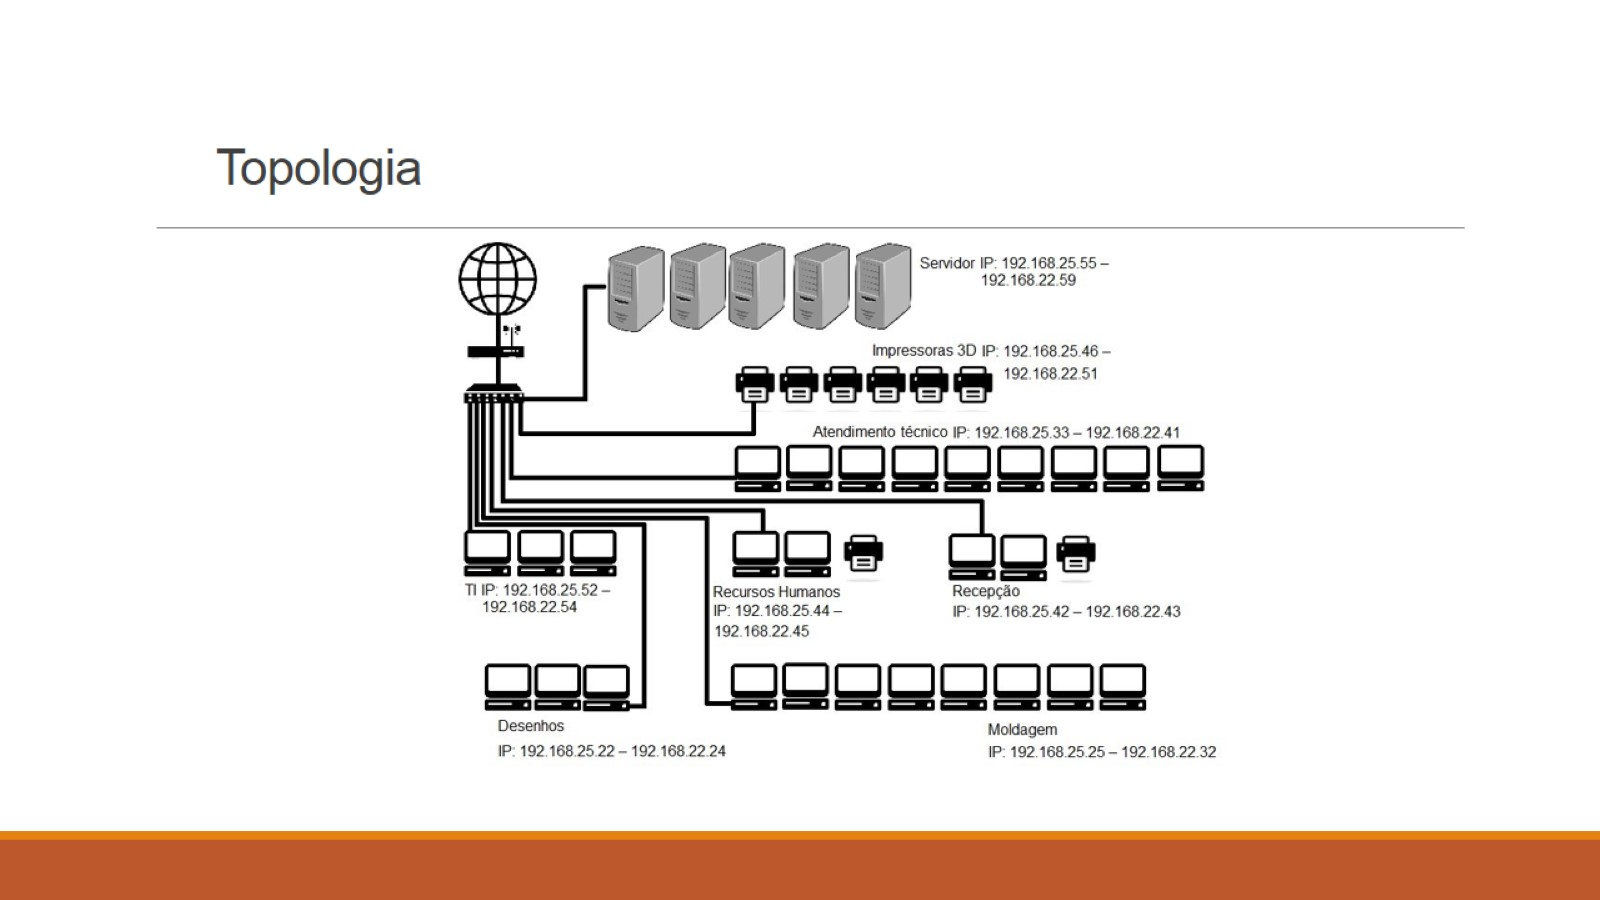 Topologia
Servidor IP: 192.168.25.55 –
192.168.22.59
Impressoras 3D IP: 192.168.25.46 –
192.168.22.51
Atendimento técnico IP: 192.168.25.33 – 192.168.22.41
TI IP: 192.168.25.52 –
192.168.22.54
Recursos Humanos
IP: 192.168.25.44 –
192.168.22.45
Recepção
IP: 192.168.25.42 – 192.168.22.43
Desenhos
IP: 192.168.25.22 – 192.168.22.24
Moldagem
IP: 192.168.25.25 – 192.168.22.32